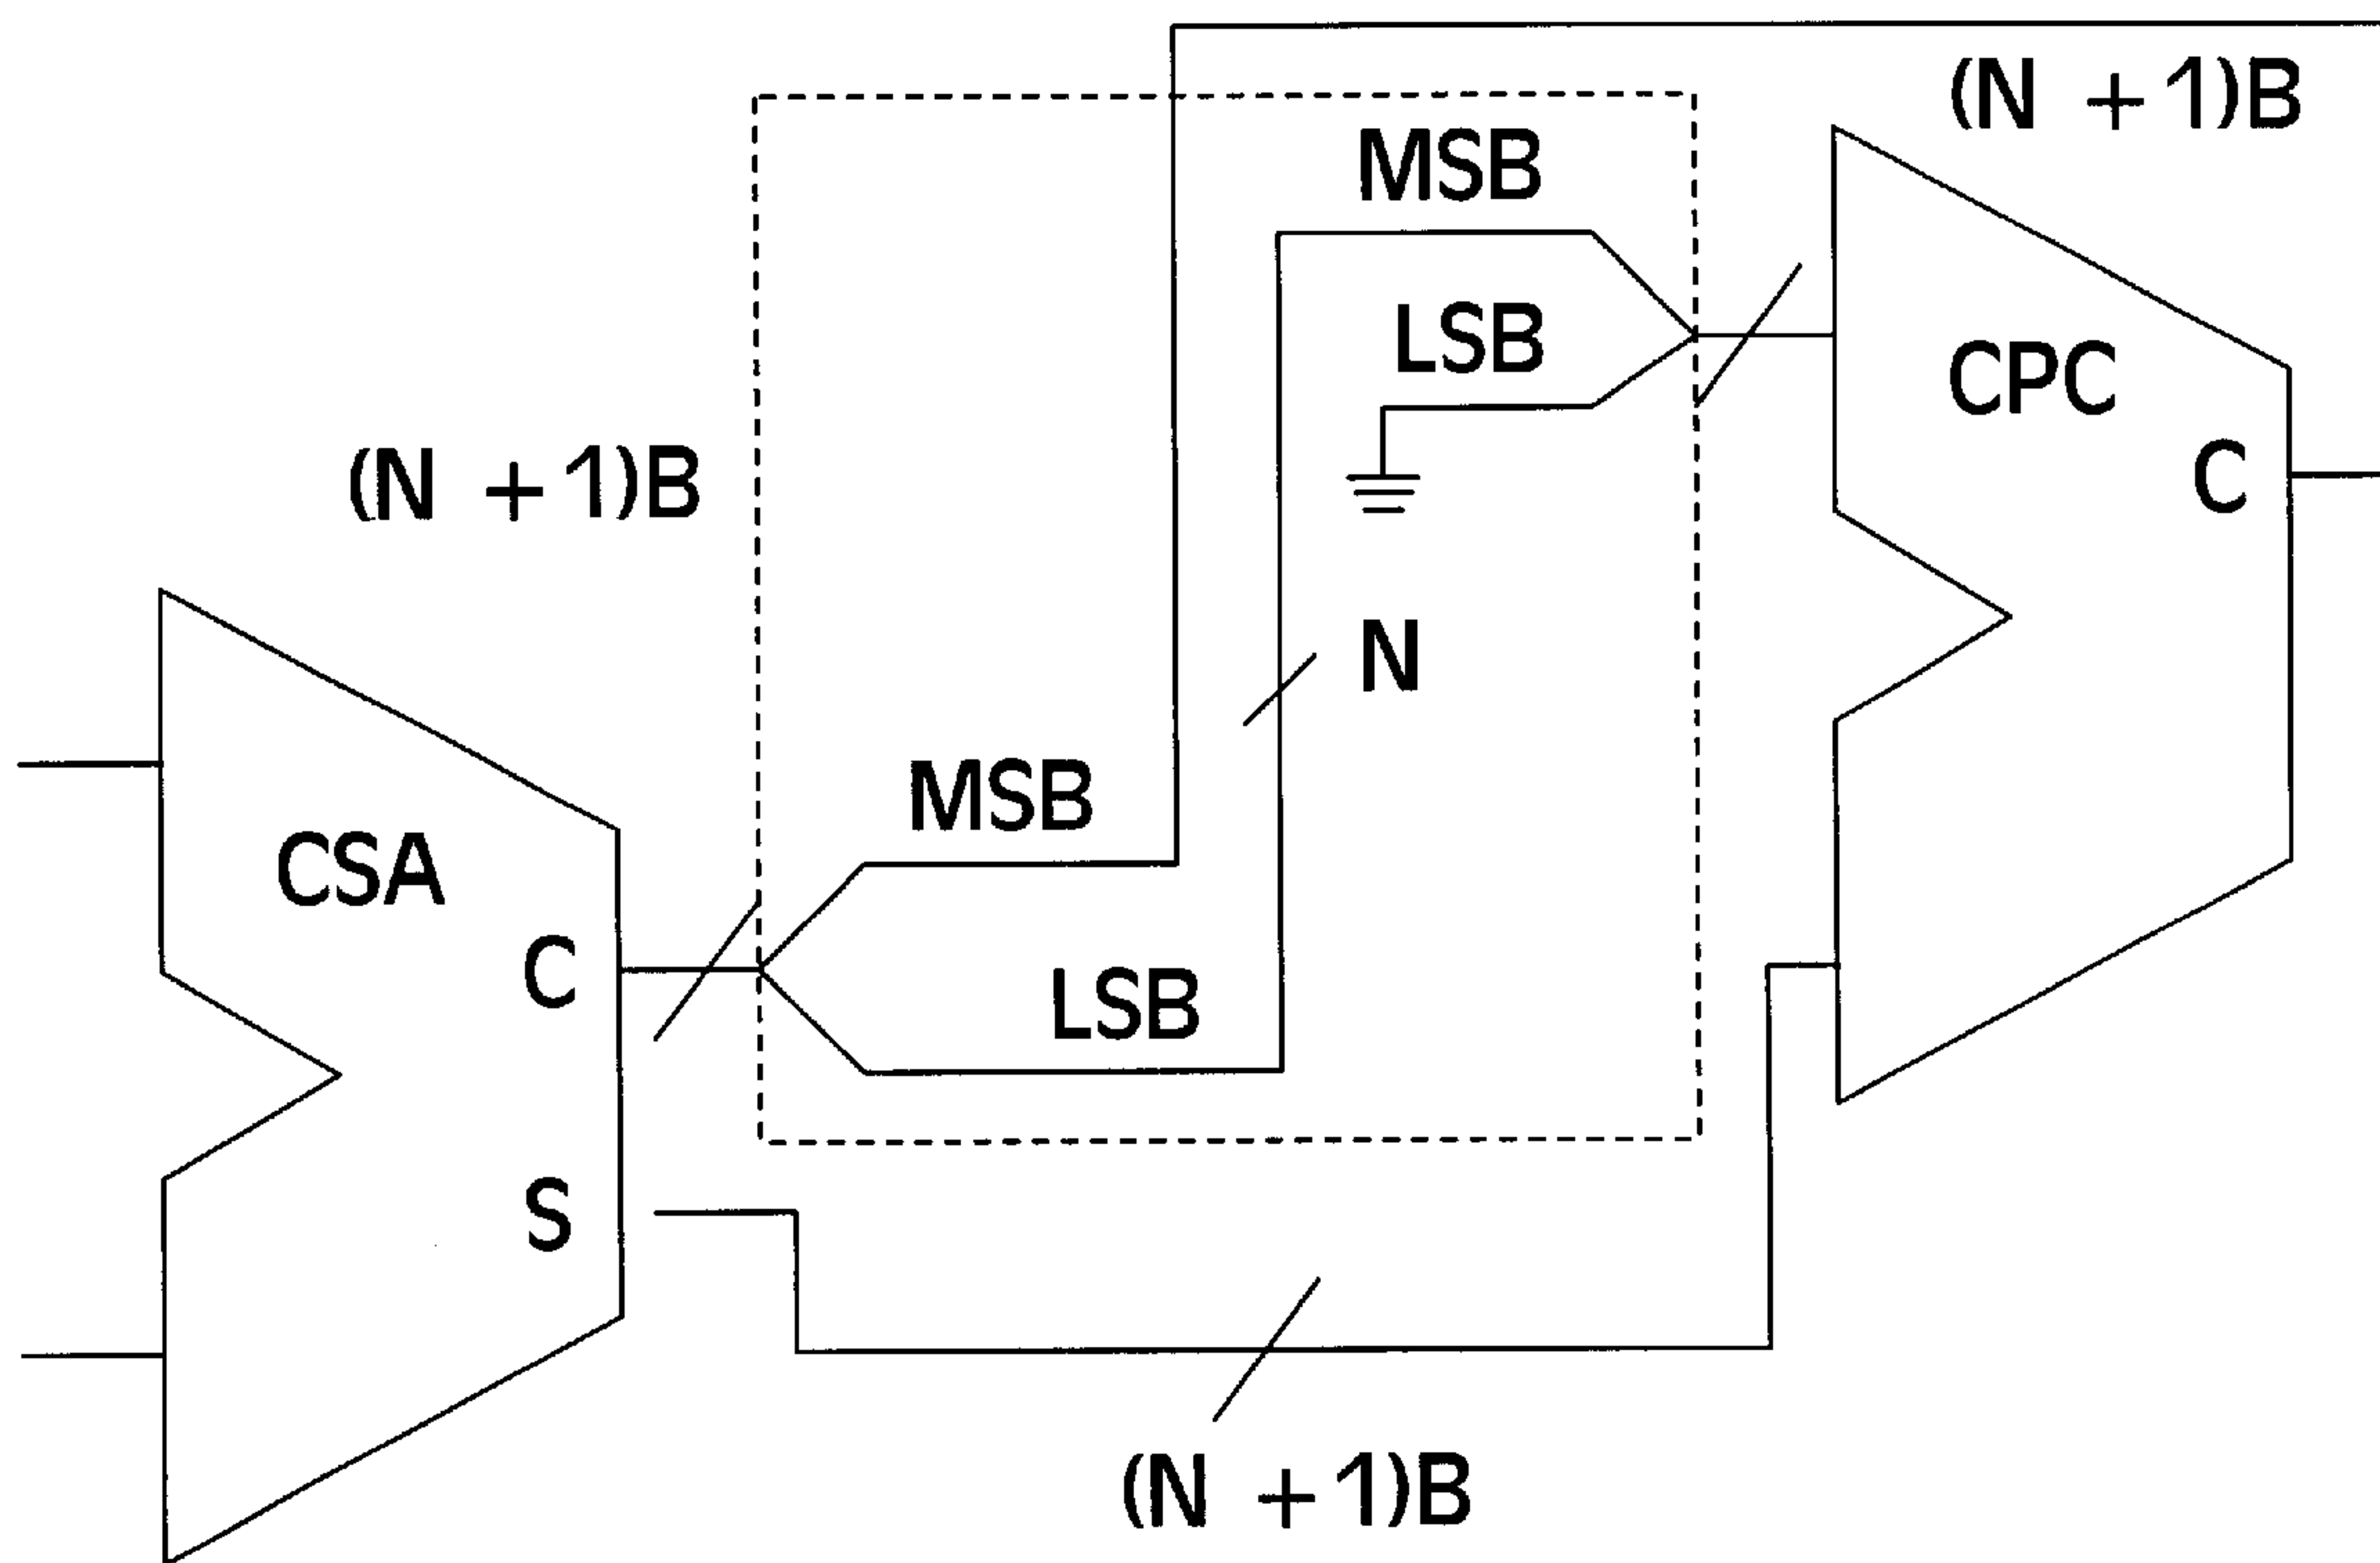 (N + 1)B
MSB
LSB
CPC
C
(N + 1)B
N
MSB
CSA
C
LSB
S
(N + 1)B